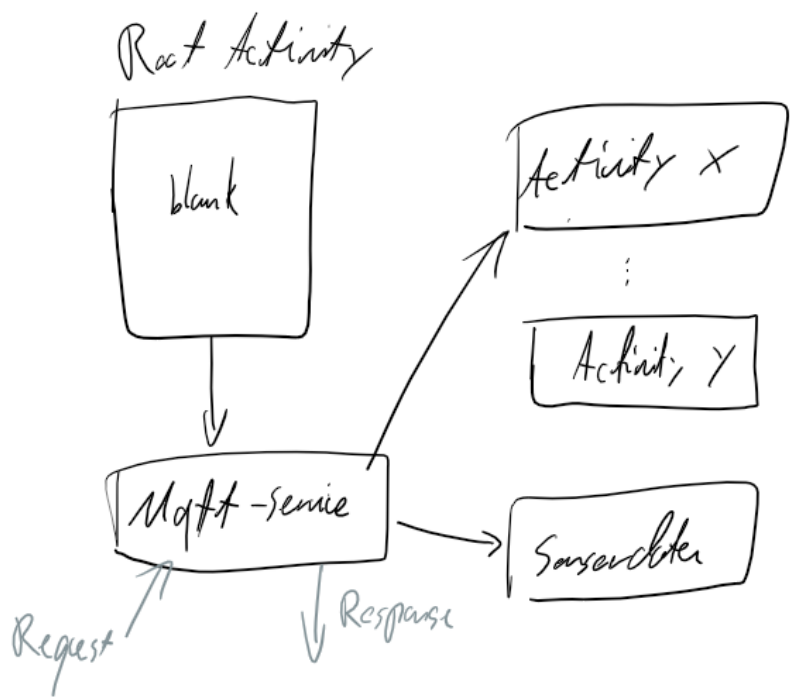 Root Activity
blank
Activity X
Activity Y
Mqtt-service
Sensordaten
Request
Response